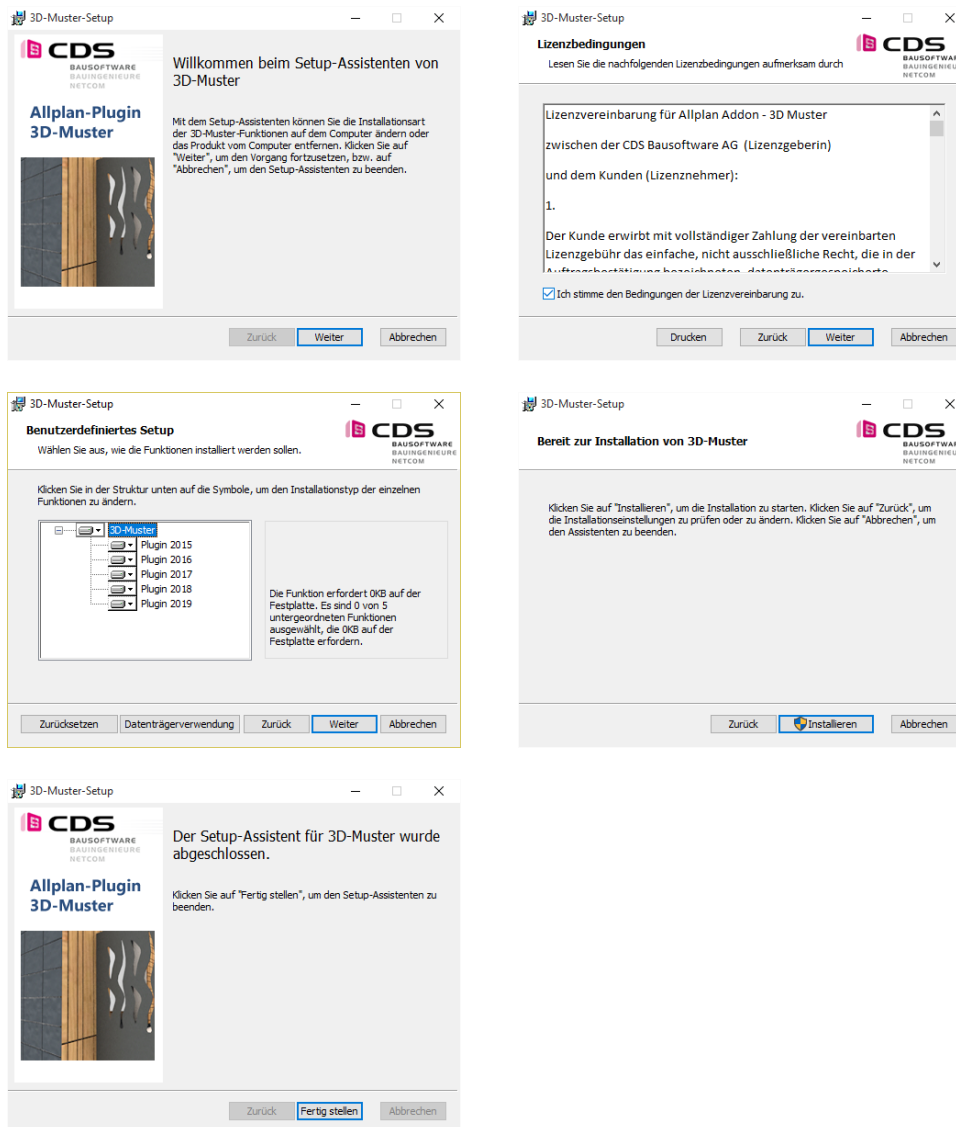 3D-Muster-Setup
CDS
BAUSOFTWARE
BAUINGENIEURE
NETCOM
Allplan-Plugin
3D-Muster
Willkommen beim Setup-Assistenten von
3D-Muster
Mit dem Setup-Assistenten können Sie die Installationsart
der 3D-Muster-Funktionen auf dem Computer ändern oder
das Produkt vom Computer entfernen. Klicken Sie auf
"Weiter", um den Vorgang fortzusetzen, bzw. auf
"Abbrechen", um den Setup-Assistenten zu beenden.
Zurück Weiter Abbrechen
3D-Muster-Setup
Lizenzbedingungen
Lesen Sie die nachfolgenden Lizenzbedingungen aufmerksam durch
CDS
BAUSOFTWAR
BAUINGENIEU
NETCOM
Lizenzvereinbarung für Allplan Addon - 3D Muster
zwischen der CDS Bausoftware AG (Lizenzgeberin)
und dem Kunden (Lizenznehmer):
1.
Der Kunde erwirbt mit vollständiger Zahlung der vereinbarten
Lizenzgebühr das einfache, nicht ausschließliche Recht, die in der
Auftragsbestätigung bezeichneten, datenträgergespeicherte
Ich stimme den Bedingungen der Lizenzvereinbarung zu.
Drucken Zurück Weiter Abbrechen
3D-Muster-Setup
Benutzerdefiniertes Setup
Wählen Sie aus, wie die Funktionen installiert werden sollen.
CDS
BAUSOFTWARE
BAUINGENIEURE
NETCOM
Klicken Sie in der Struktur unten auf die Symbole, um den Installationstyp der einzelnen
Funktionen zu ändern.
3D-Muster
Plugin 2015
Plugin 2016
Plugin 2017
Plugin 2018
Plugin 2019
Die Funktion erfordert 0KB auf der
Festplatte. Es sind 0 von 5
untergeordneten Funktionen
ausgewählt, die 0KB auf der
Festplatte erfordern.
Zurücksetzen Datenträgerverwendung Zurück Weiter Abbrechen
3D-Muster-Setup
Bereit zur Installation von 3D-Muster
CDS
BAUSOFTWAR
BAUINGENIEU
NETCOM
Klicken Sie auf "Installieren", um die Installation zu starten. Klicken Sie auf "Zurück", um
die Installationseinstellungen zu prüfen oder zu ändern. Klicken Sie auf "Abbrechen", um
den Assistenten zu beenden.
Zurück Installieren Abbrechen
3D-Muster-Setup
CDS
BAUSOFTWARE
BAUINGENIEURE
NETCOM
Allplan-Plugin
3D-Muster
Der Setup-Assistent für 3D-Muster wurde
abgeschlossen.
Klicken Sie auf "Fertig stellen", um den Setup-Assistenten zu
beenden.
Zurück Fertig stellen Abbrechen